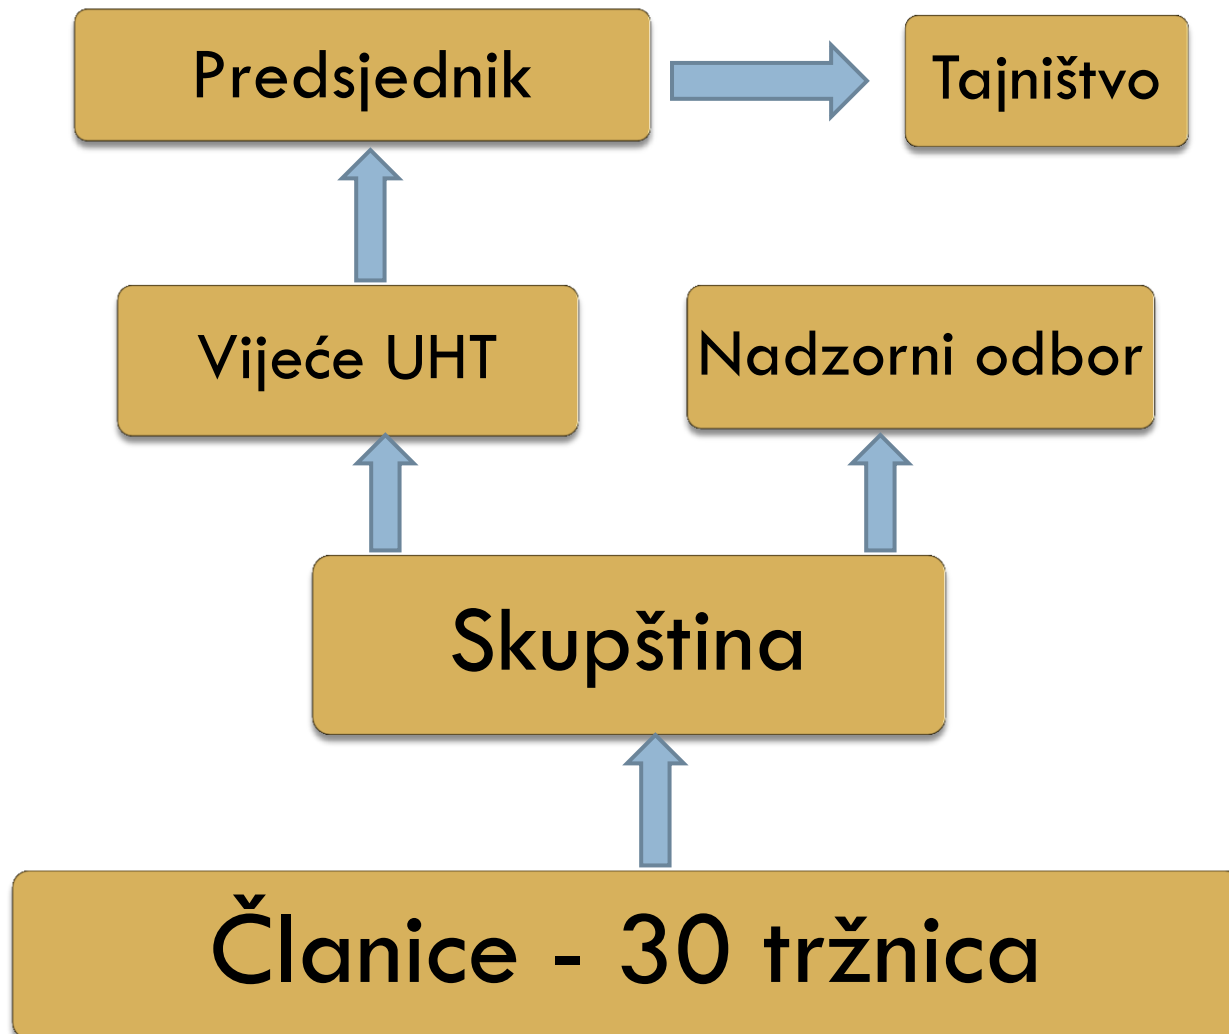 Predsjednik
Tajništvo
Vijeće UHT
Nadzorni odbor
Skupština
Članice - 30 tržnica